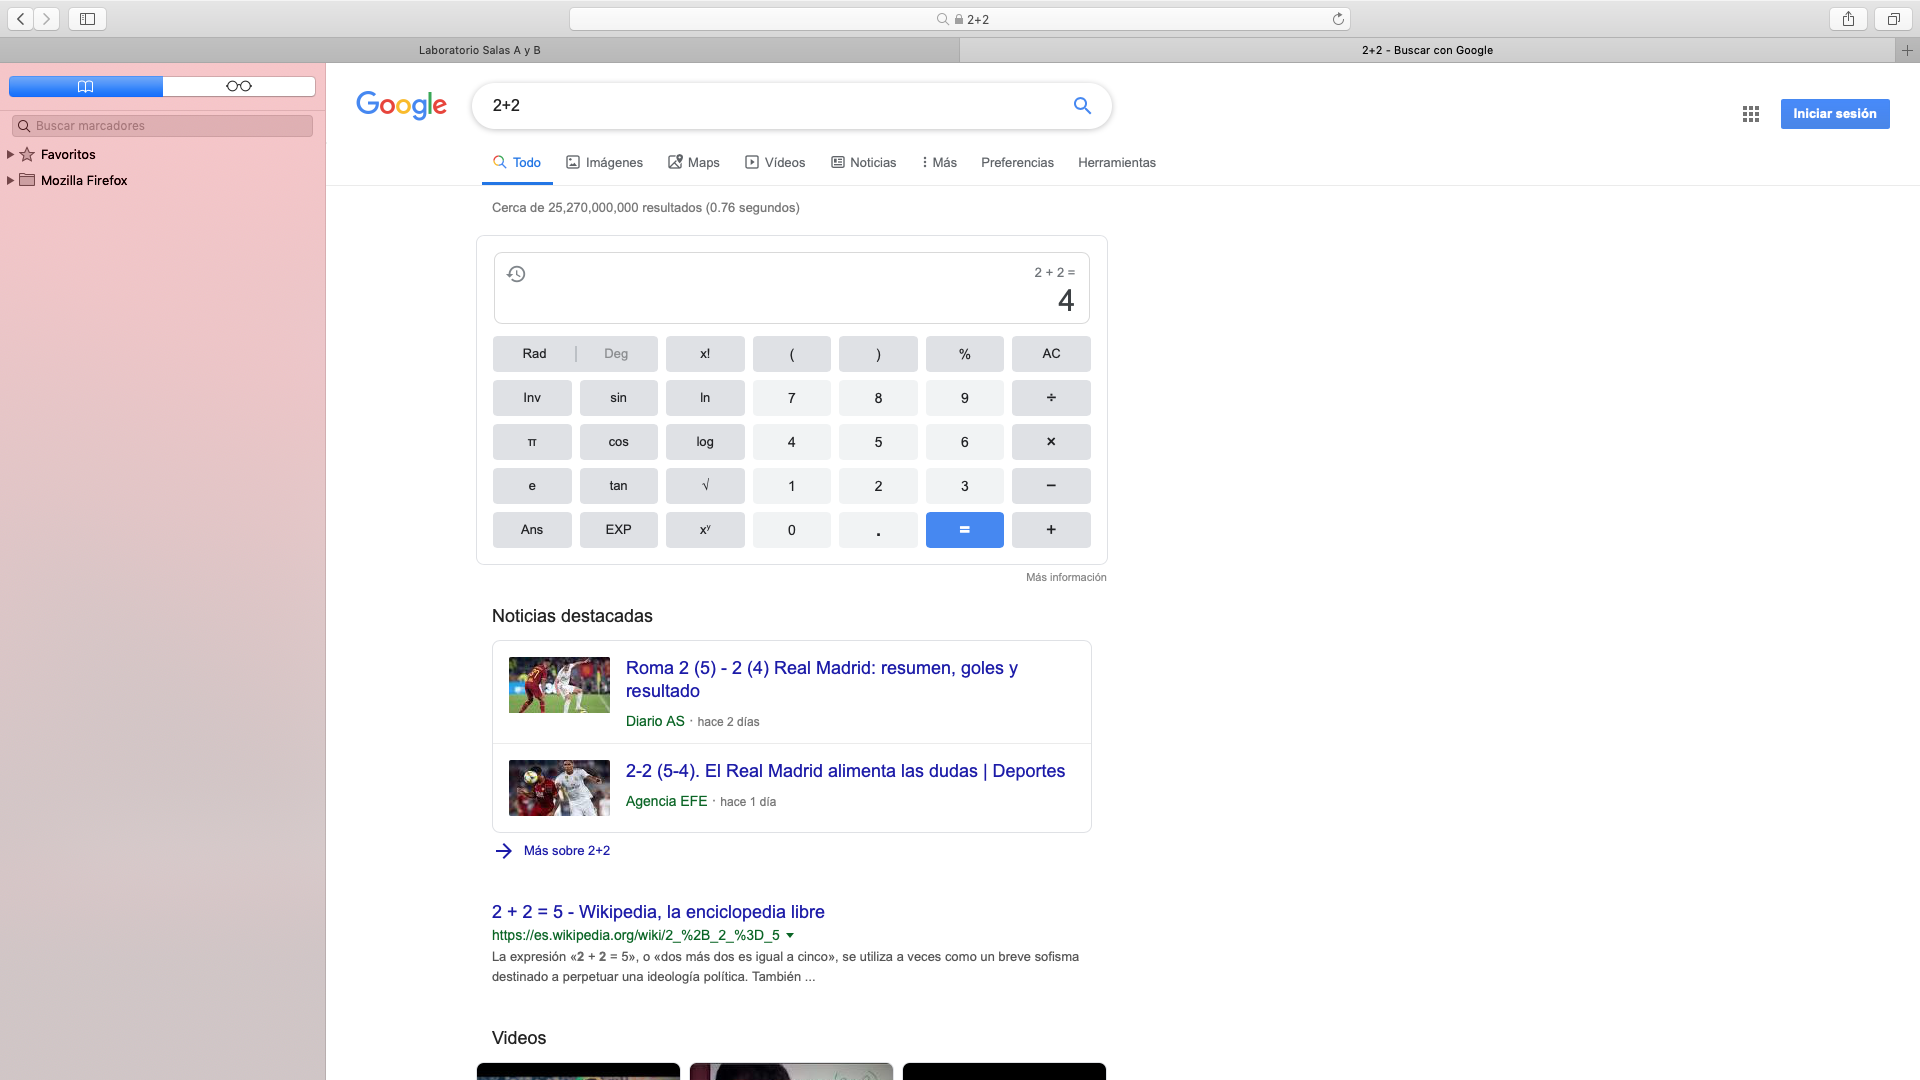 2+2
Laboratorio Salas A y B
2+2 - Buscar con Google
Buscar marcadores
Favoritos
Mozilla Firefox
Google
2+2
Iniciar sesión
Todo Imágenes Maps Vídeos Noticias Más Preferencias Herramientas
Cerca de 25,270,000,000 resultados (0.76 segundos)
2 + 2 =
4
Rad | Deg x! ( ) % AC
Inv sin ln 7 8 9 ÷
π cos log 4 5 6 ×
e tan √ 1 2 3 −
Ans EXP xʸ 0 . = +
Más información
Noticias destacadas
Roma 2 (5) - 2 (4) Real Madrid: resumen, goles y
resultado
Diario AS · hace 2 días
2-2 (5-4). El Real Madrid alimenta las dudas | Deportes
Agencia EFE · hace 1 día
Más sobre 2+2
2 + 2 = 5 - Wikipedia, la enciclopedia libre
https://es.wikipedia.org/wiki/2_%2B_2_%3D_5
La expresión «2 + 2 = 5», o «dos más dos es igual a cinco», se utiliza a veces como un breve sofisma
destinado a perpetuar una ideología política. También ...
Videos